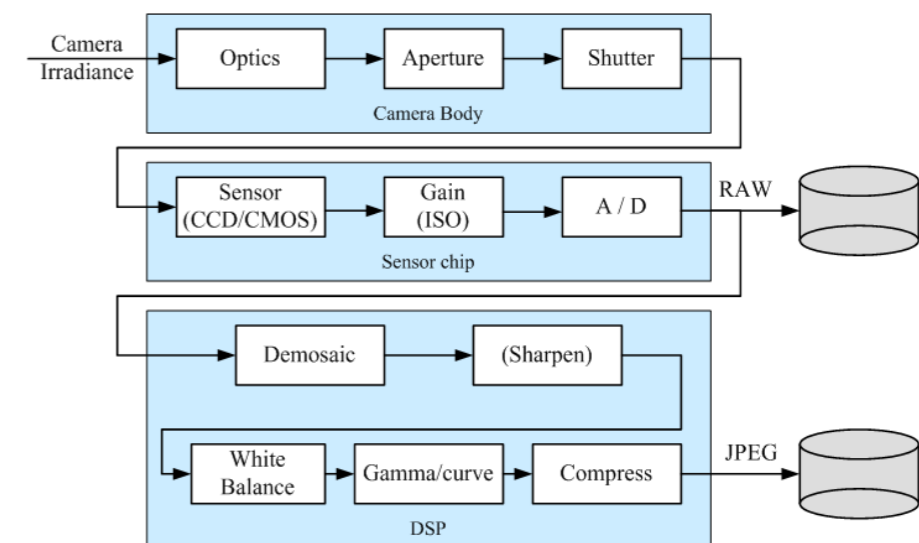 Camera
Irradiance
Optics
Aperture
Shutter
Camera Body
Sensor
(CCD/CMOS)
Gain
(ISO)
A / D
RAW
Sensor chip
Demosaic
(Sharpen)
White
Balance
Gamma/curve
Compress
JPEG
DSP